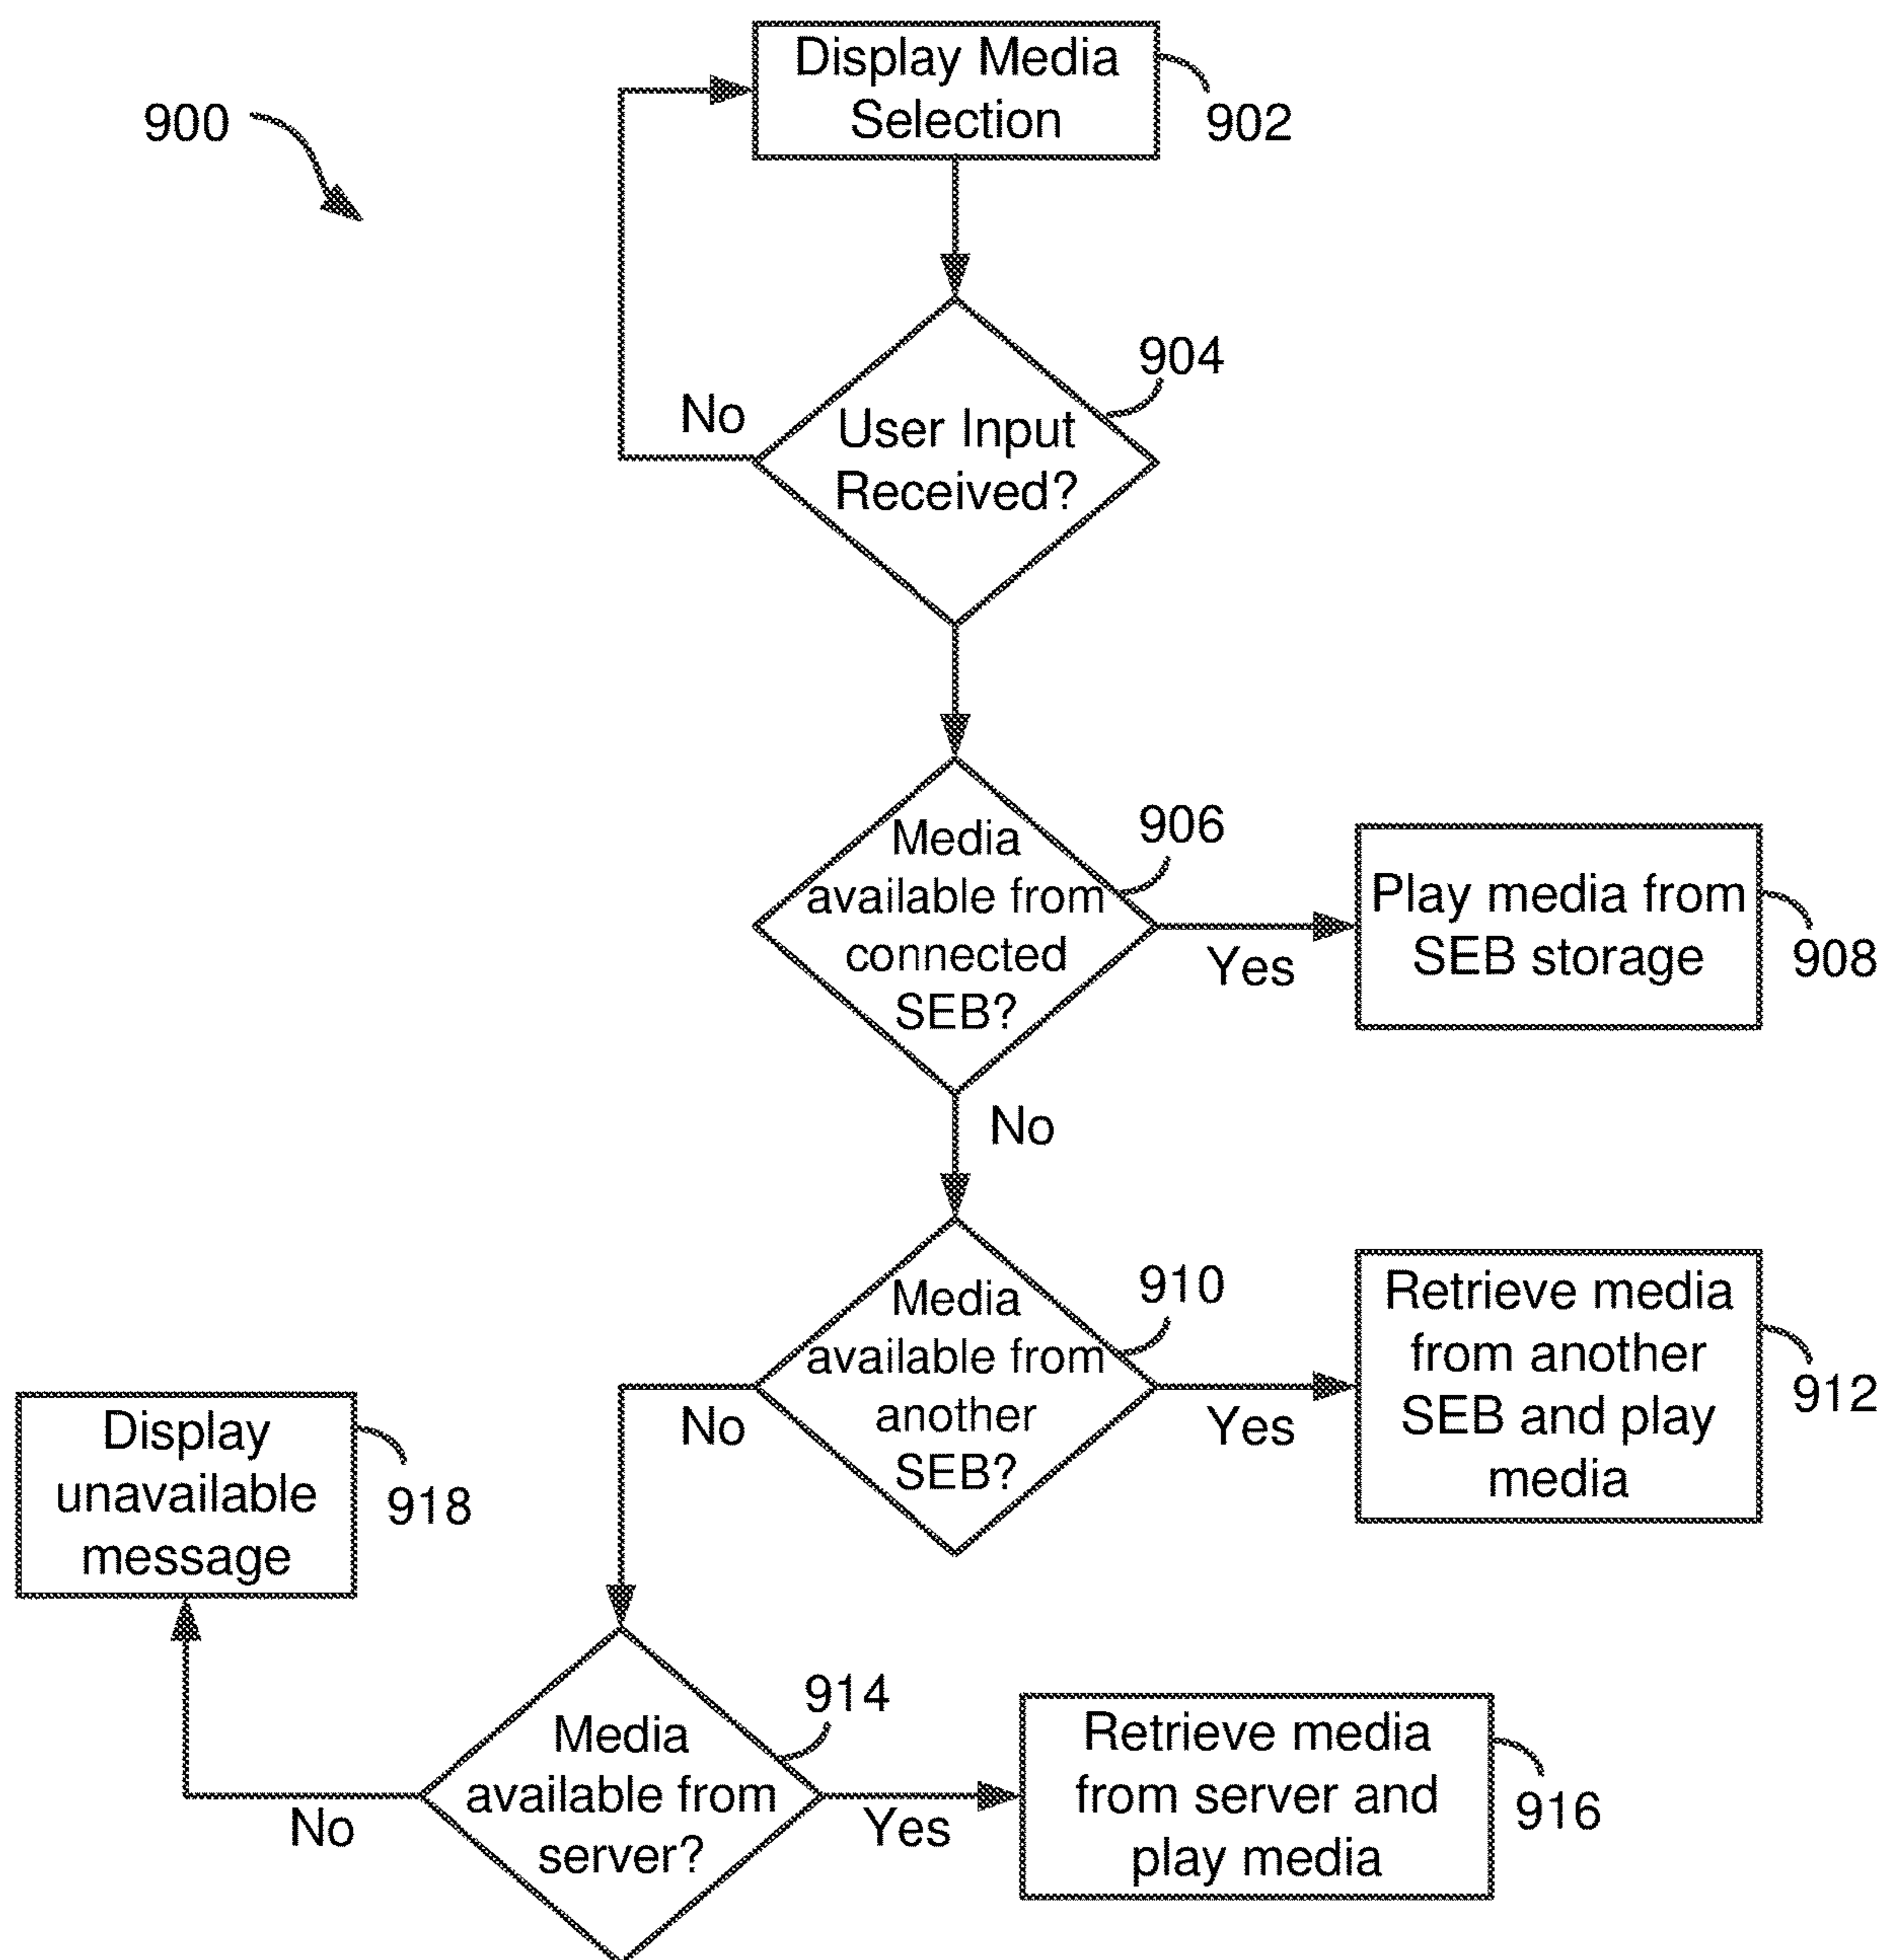 900
Display Media
Selection
902
904
No
User Input
Received?
906
Media
available from
connected
SEB?
Yes
Play media from
SEB storage
908
No
910
Media
available from
another
SEB?
No
Yes
Retrieve media
from another
SEB and play
media
912
Display
unavailable
message
918
914
Media
available from
server?
No
Yes
Retrieve media
from server and
play media
916